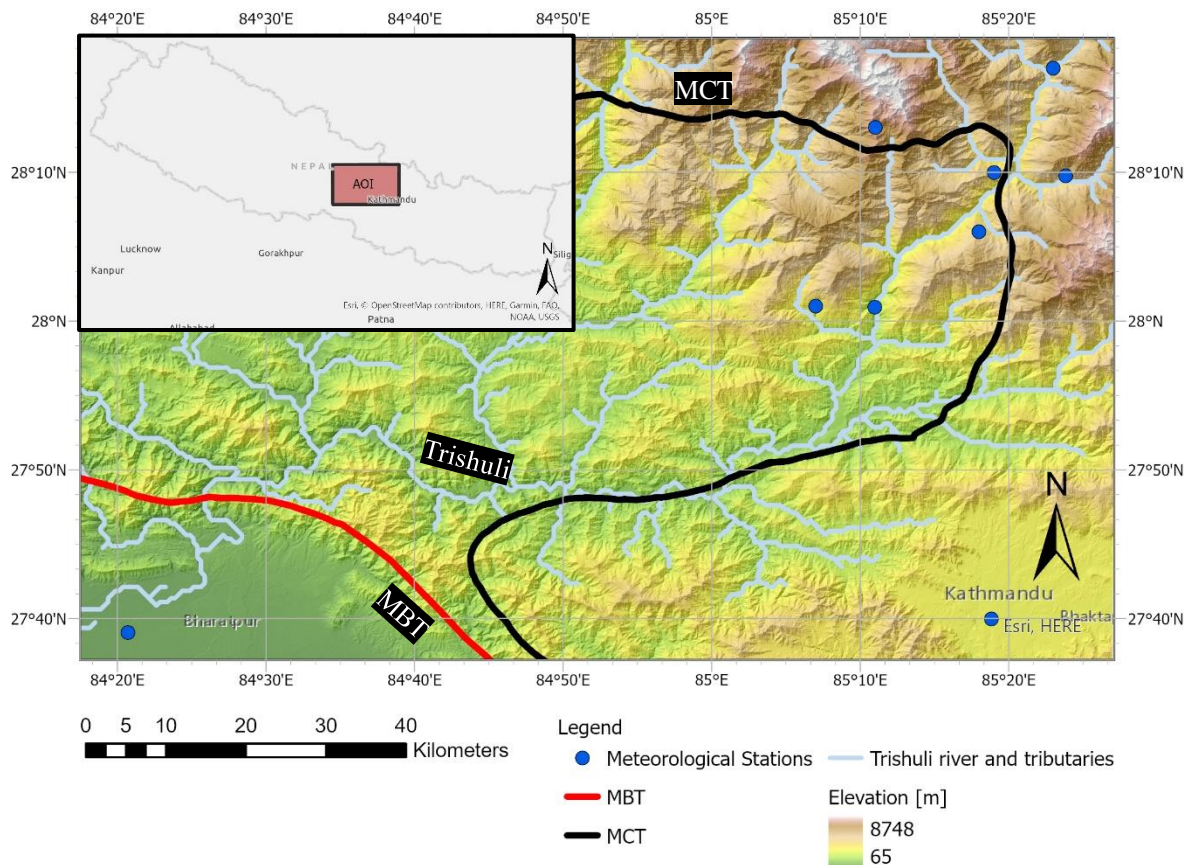 84°20'E 84°30'E 84°40'E 84°50'E 85°E 85°10'E 85°20'E
MCT
28°10'N 28°10'N
NEPAL
AOI
Kathmandu
Lucknow
Gorakhpur
Kanpur
N
Silig
Esri, © OpenStreetMap contributors, HERE, Garmin, FAO,
NOAA, USGS
Patna
Allahabad
28°N 28°N
Trishuli
27°50'N 27°50'N
N
MBT
Kathmandu
Bhakta
27°40'N 27°40'N
Bharatpur
Esri, HERE
84°20'E 84°30'E 84°40'E 84°50'E 85°E 85°10'E 85°20'E
0 5 10 20 30 40
Kilometers
Legend
Meteorological Stations
Trishuli river and tributaries
MBT
MCT
Elevation [m]
8748
65